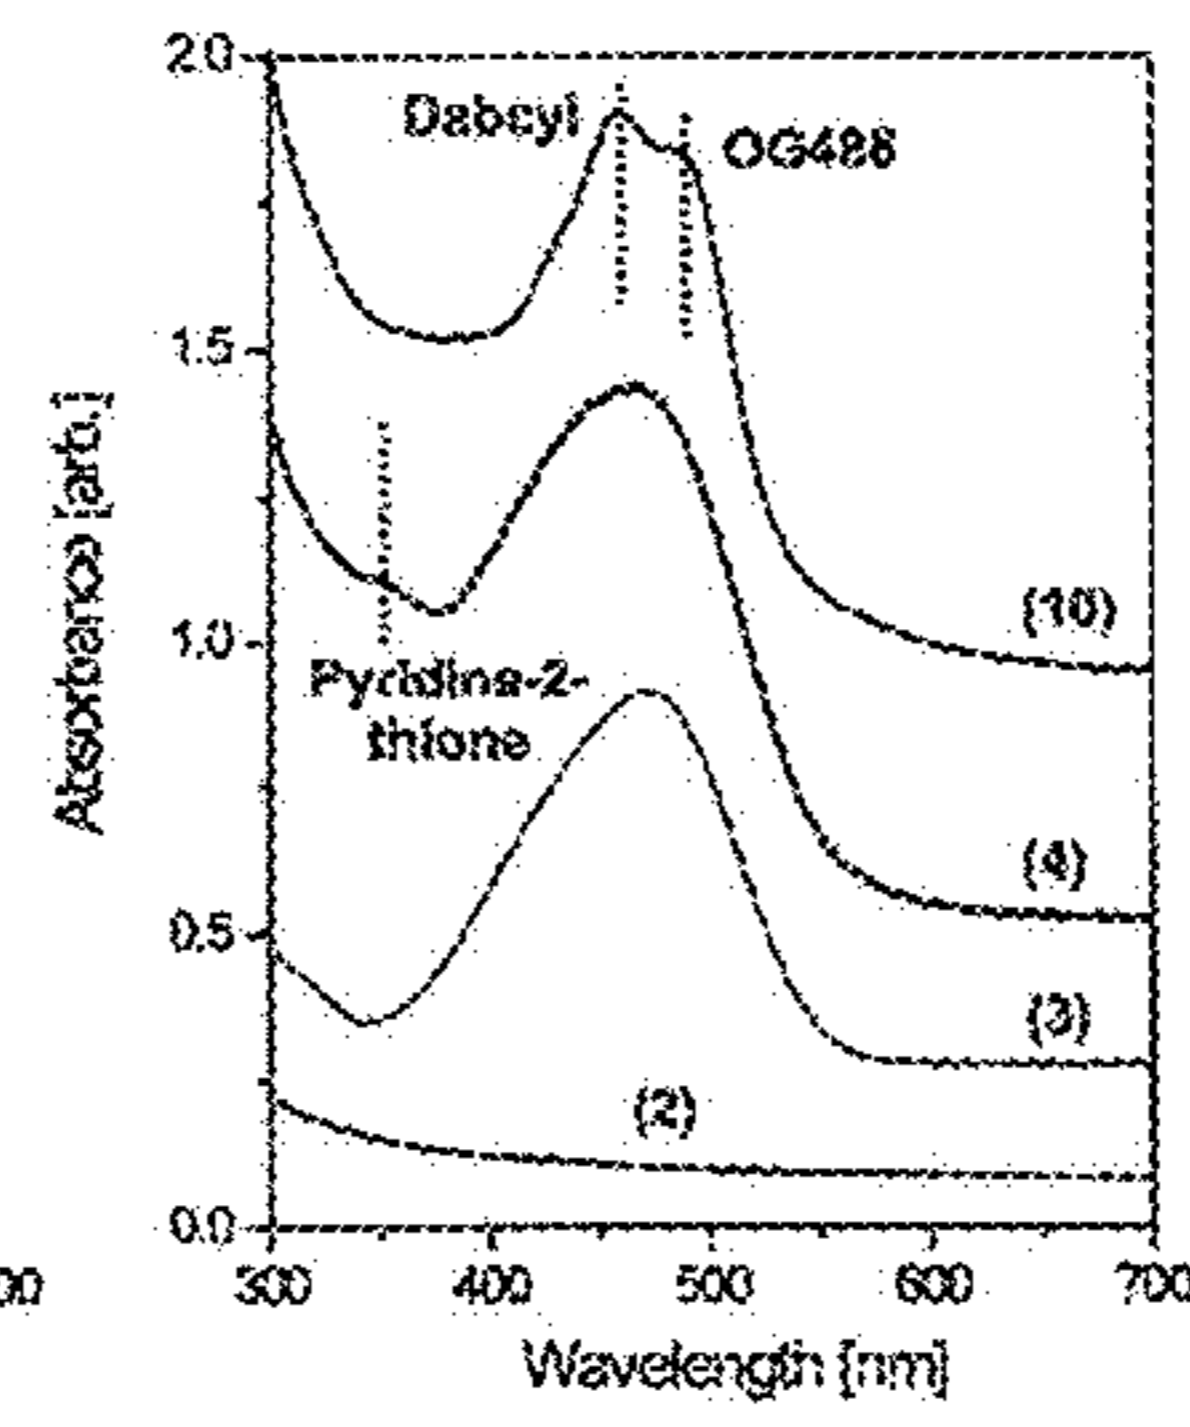 2.0
Dabcyl
OG488
1.5
Absorbance [arb.]
(10)
1.0
Pyridine-2-
thione
(4)
0.5
(3)
(2)
0.0
00
300
400
500
600
700
Wavelength [nm]